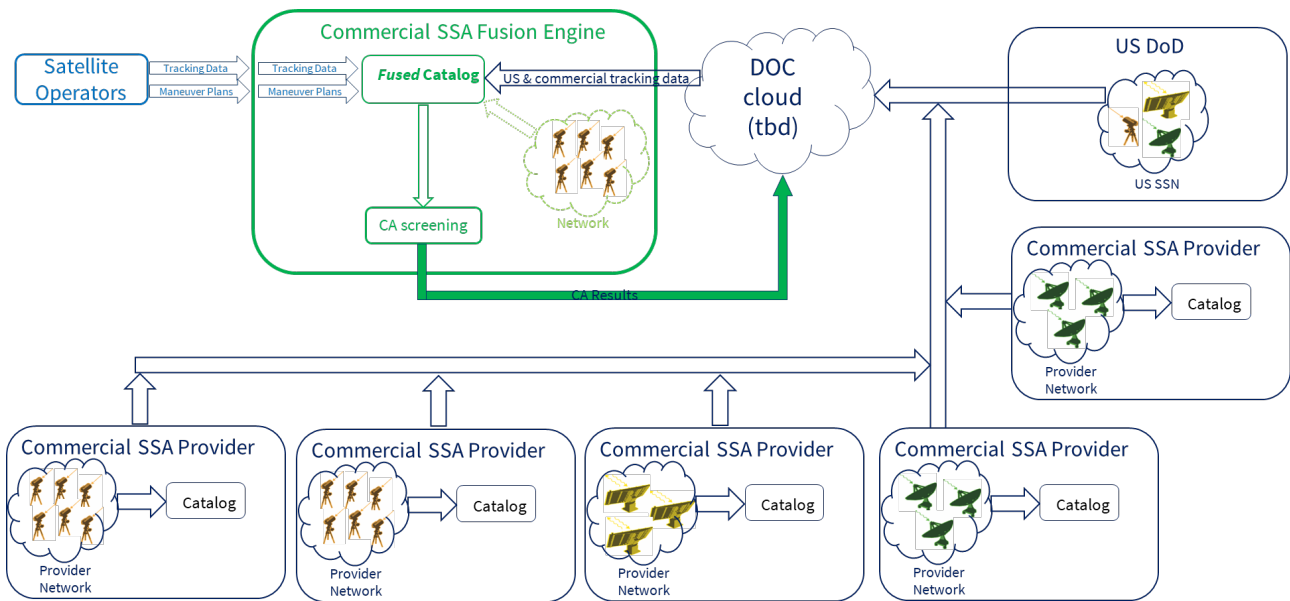 Commercial SSA Fusion Engine
Satellite
Operators
Tracking Data
Maneuver Plans
Tracking Data
Maneuver Plans
Fused Catalog
US & commercial tracking data
DOC
cloud
(tbd)
US DoD
US SSN
Network
CA screening
CA Results
Commercial SSA Provider
Catalog
Provider
Network
Commercial SSA Provider
Catalog
Provider
Network
Commercial SSA Provider
Catalog
Provider
Network
Commercial SSA Provider
Catalog
Provider
Network
Commercial SSA Provider
Catalog
Provider
Network